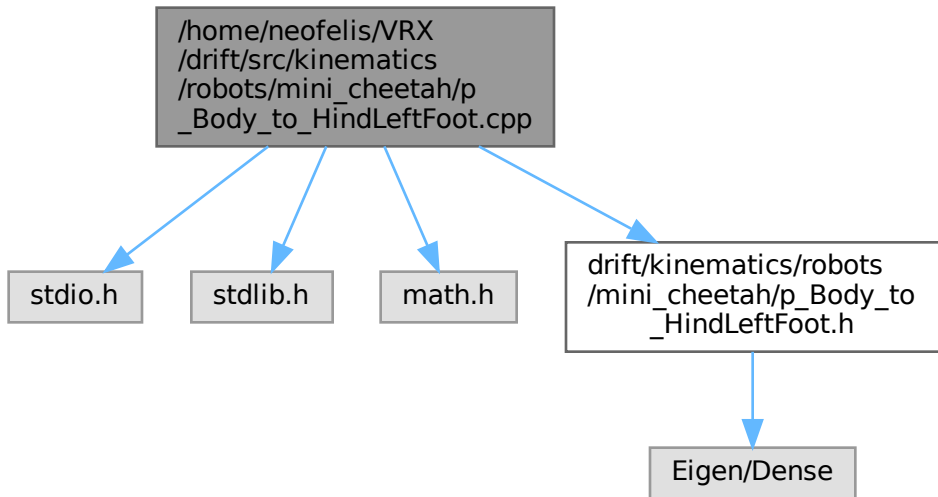 /home/neofelis/VRX
/drift/src/kinematics
/robots/mini_cheetah/p
_Body_to_HindLeftFoot.cpp
stdio.h
stdlib.h
math.h
drift/kinematics/robots
/mini_cheetah/p_Body_to
_HindLeftFoot.h
Eigen/Dense